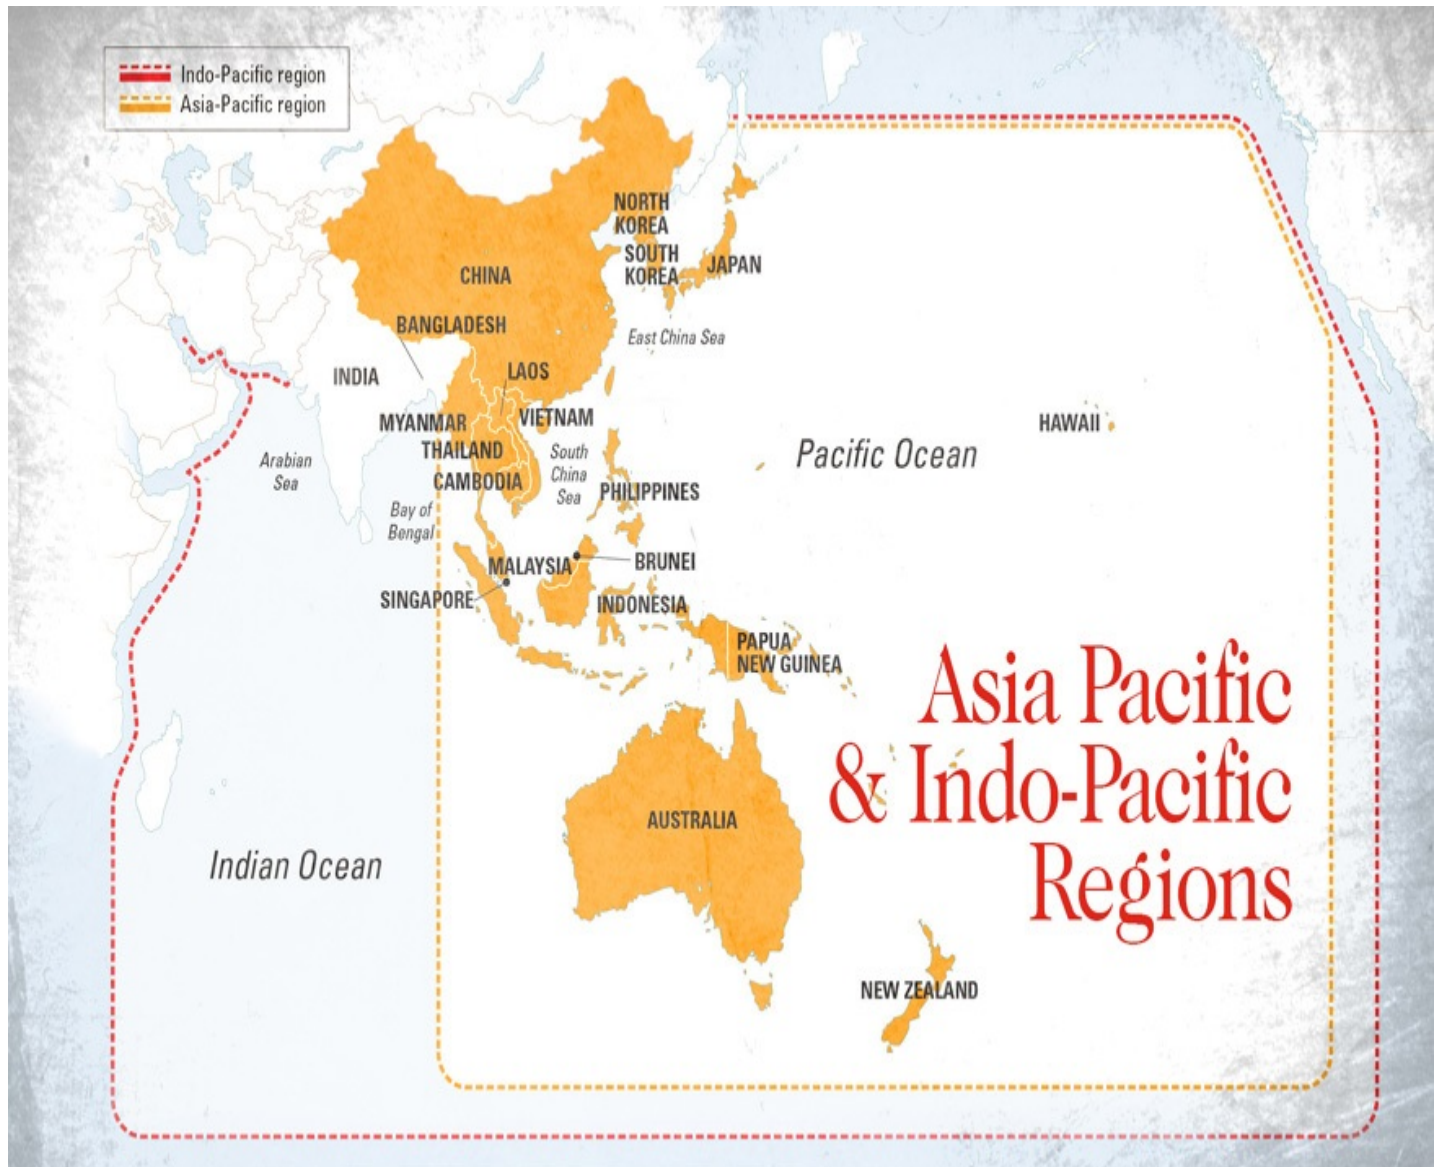 Indo-Pacific region
Asia-Pacific region
NORTH
KOREA
SOUTH
KOREA
JAPAN
CHINA
BANGLADESH
East China Sea
INDIA
LAOS
MYANMAR
VIETNAM
HAWAII
THAILAND
Arabian
Sea
South
China
Sea
Pacific Ocean
CAMBODIA
PHILIPPINES
Bay of
Bengal
MALAYSIA
BRUNEI
SINGAPORE
INDONESIA
PAPUA
NEW GUINEA
Asia Pacific
& Indo-Pacific
Regions
AUSTRALIA
Indian Ocean
NEW ZEALAND